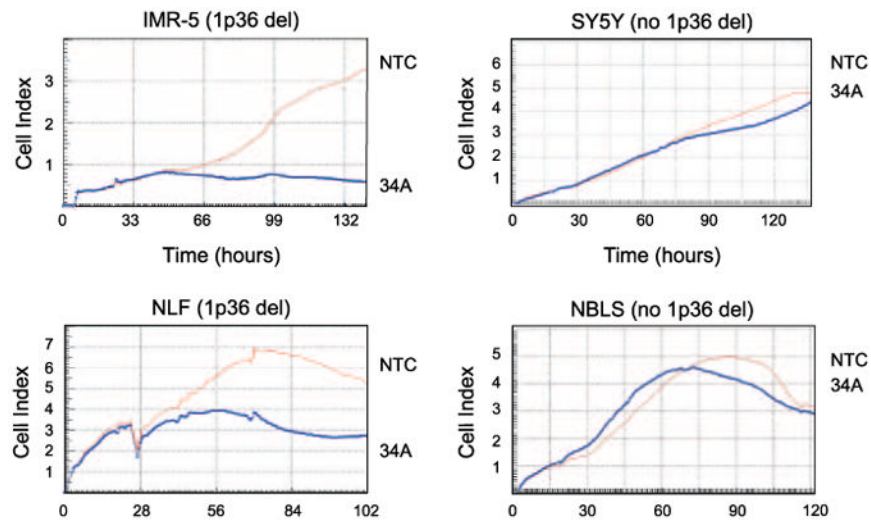 IMR-5 (1p36 del)
Cell Index
3
2
1
0 33 66 99 132
Time (hours)
NTC
34A
SY5Y (no 1p36 del)
Cell Index
6
5
4
3
2
1
0 30 60 90 120
Time (hours)
NTC
34A
NLF (1p36 del)
Cell Index
7
6
5
4
3
2
1
0 28 56 84 102
NTC
34A
NBLS (no 1p36 del)
Cell Index
5
4
3
2
1
0 30 60 90 120
NTC
34A